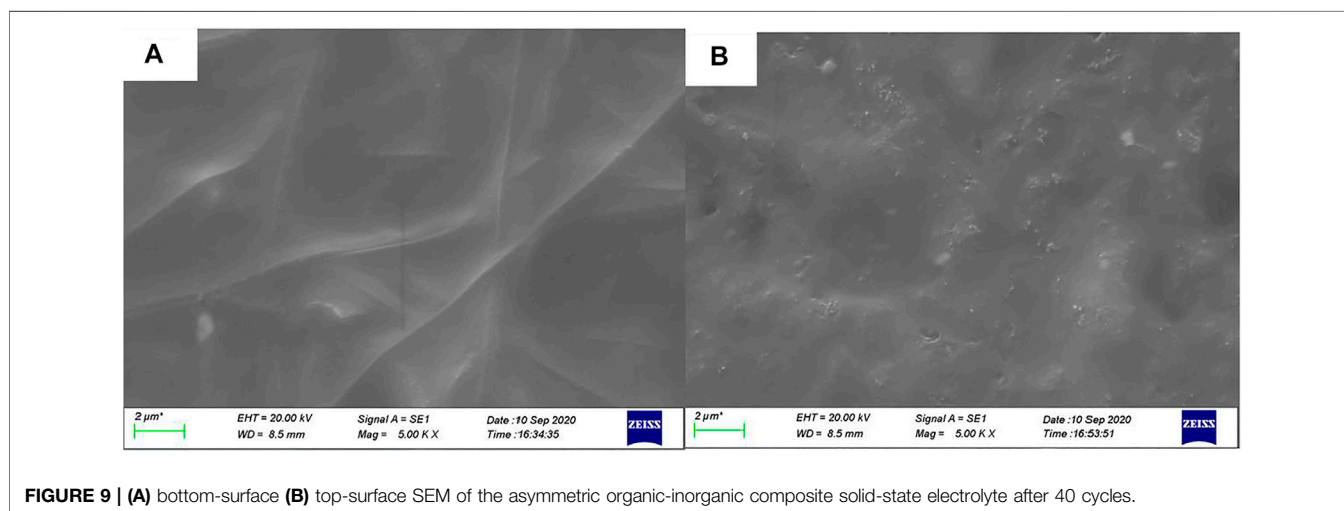 A
B
2 µm*
EHT = 20.00 kV
Signal A = SE1
Date :10 Sep 2020
WD = 8.5 mm
Mag = 5.00 K X
Time :16:34:35
ZEISS
2 µm*
EHT = 20.00 kV
Signal A = SE1
Date :10 Sep 2020
WD = 8.5 mm
Mag = 5.00 K X
Time :16:53:51
ZEISS
FIGURE 9 | (A) bottom-surface (B) top-surface SEM of the asymmetric organic-inorganic composite solid-state electrolyte after 40 cycles.